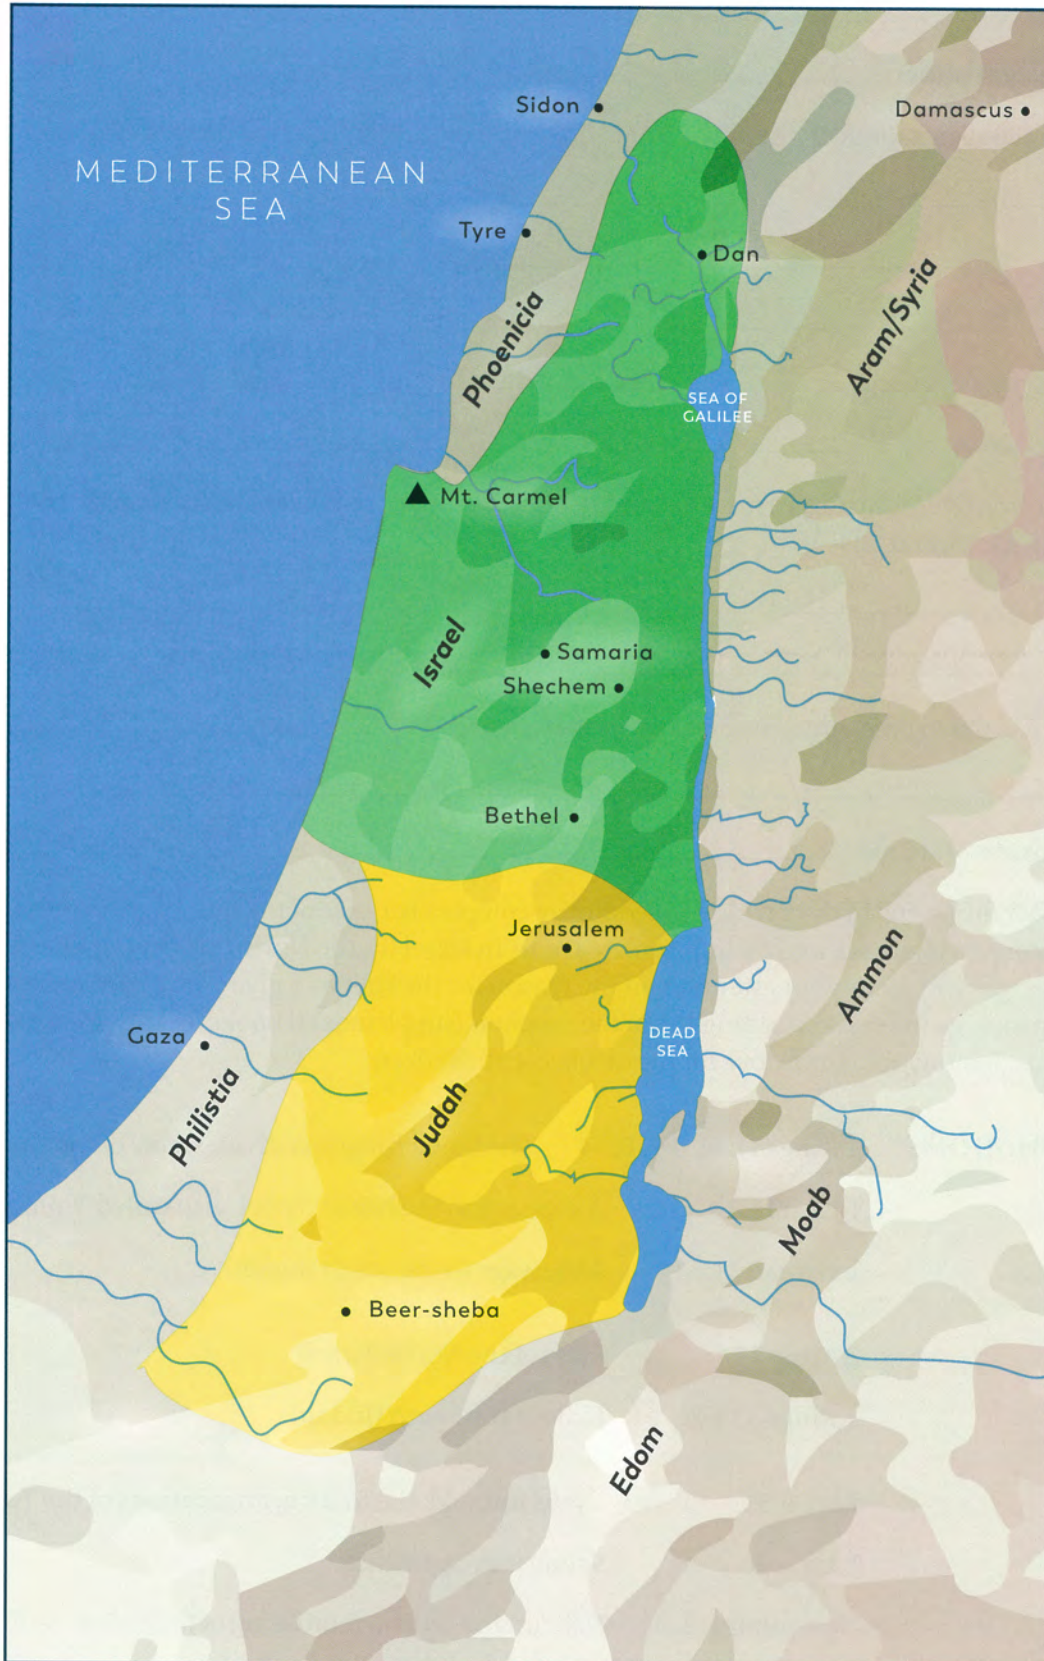 Sidon
Damascus
MEDITERRANEAN
SEA
Tyre
Dan
Phoenicia
Aram/Syria
SEA OF
GALILEE
Mt. Carmel
Israel
Samaria
Shechem
Bethel
Jerusalem
Ammon
Gaza
DEAD
SEA
Philistia
Judah
Moab
Beer-sheba
Edom